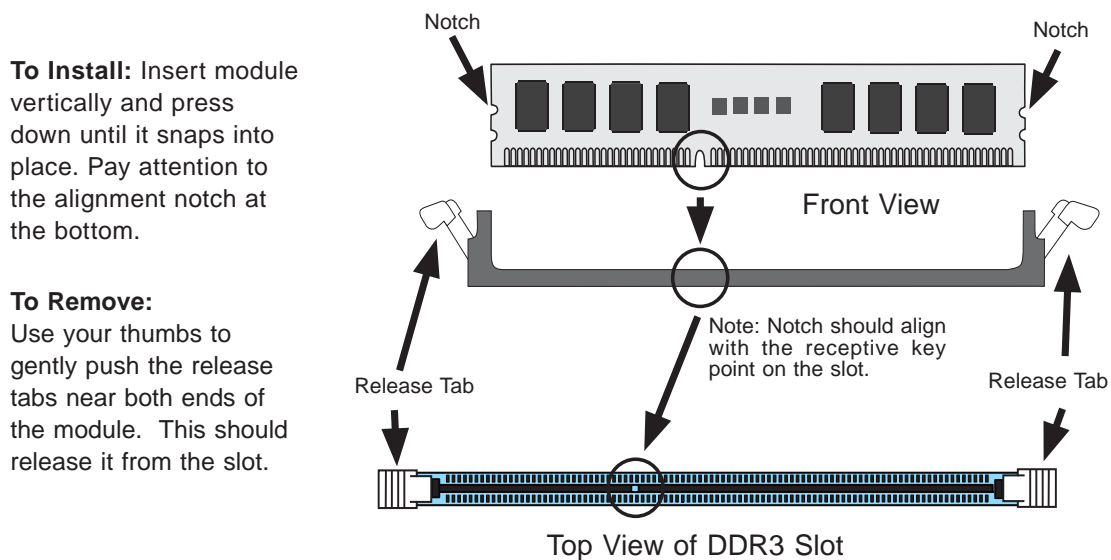 To Install: Insert module
vertically and press
down until it snaps into
place. Pay attention to
the alignment notch at
the bottom.
To Remove:
Use your thumbs to
gently push the release
tabs near both ends of
the module. This should
release it from the slot.
Notch
Notch
Front View
Note: Notch should align
with the receptive key
point on the slot.
Release Tab
Release Tab
Top View of DDR3 Slot